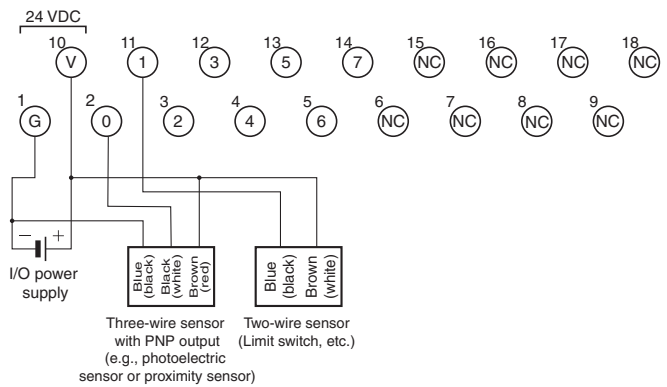 24 VDC
10 11 12 13 14 15 16 17 18
V 1 3 5 7 NC NC NC NC
1 2 3 4 5 6 7 8 9
G 0 2 4 6 NC NC NC NC
− +
I/O power
supply
Blue
(black)
Black
(white)
Brown
(red)
Blue
(black)
Brown
(white)
Three-wire sensor
with PNP output
(e.g., photoelectric
sensor or proximity sensor)
Two-wire sensor
(Limit switch, etc.)